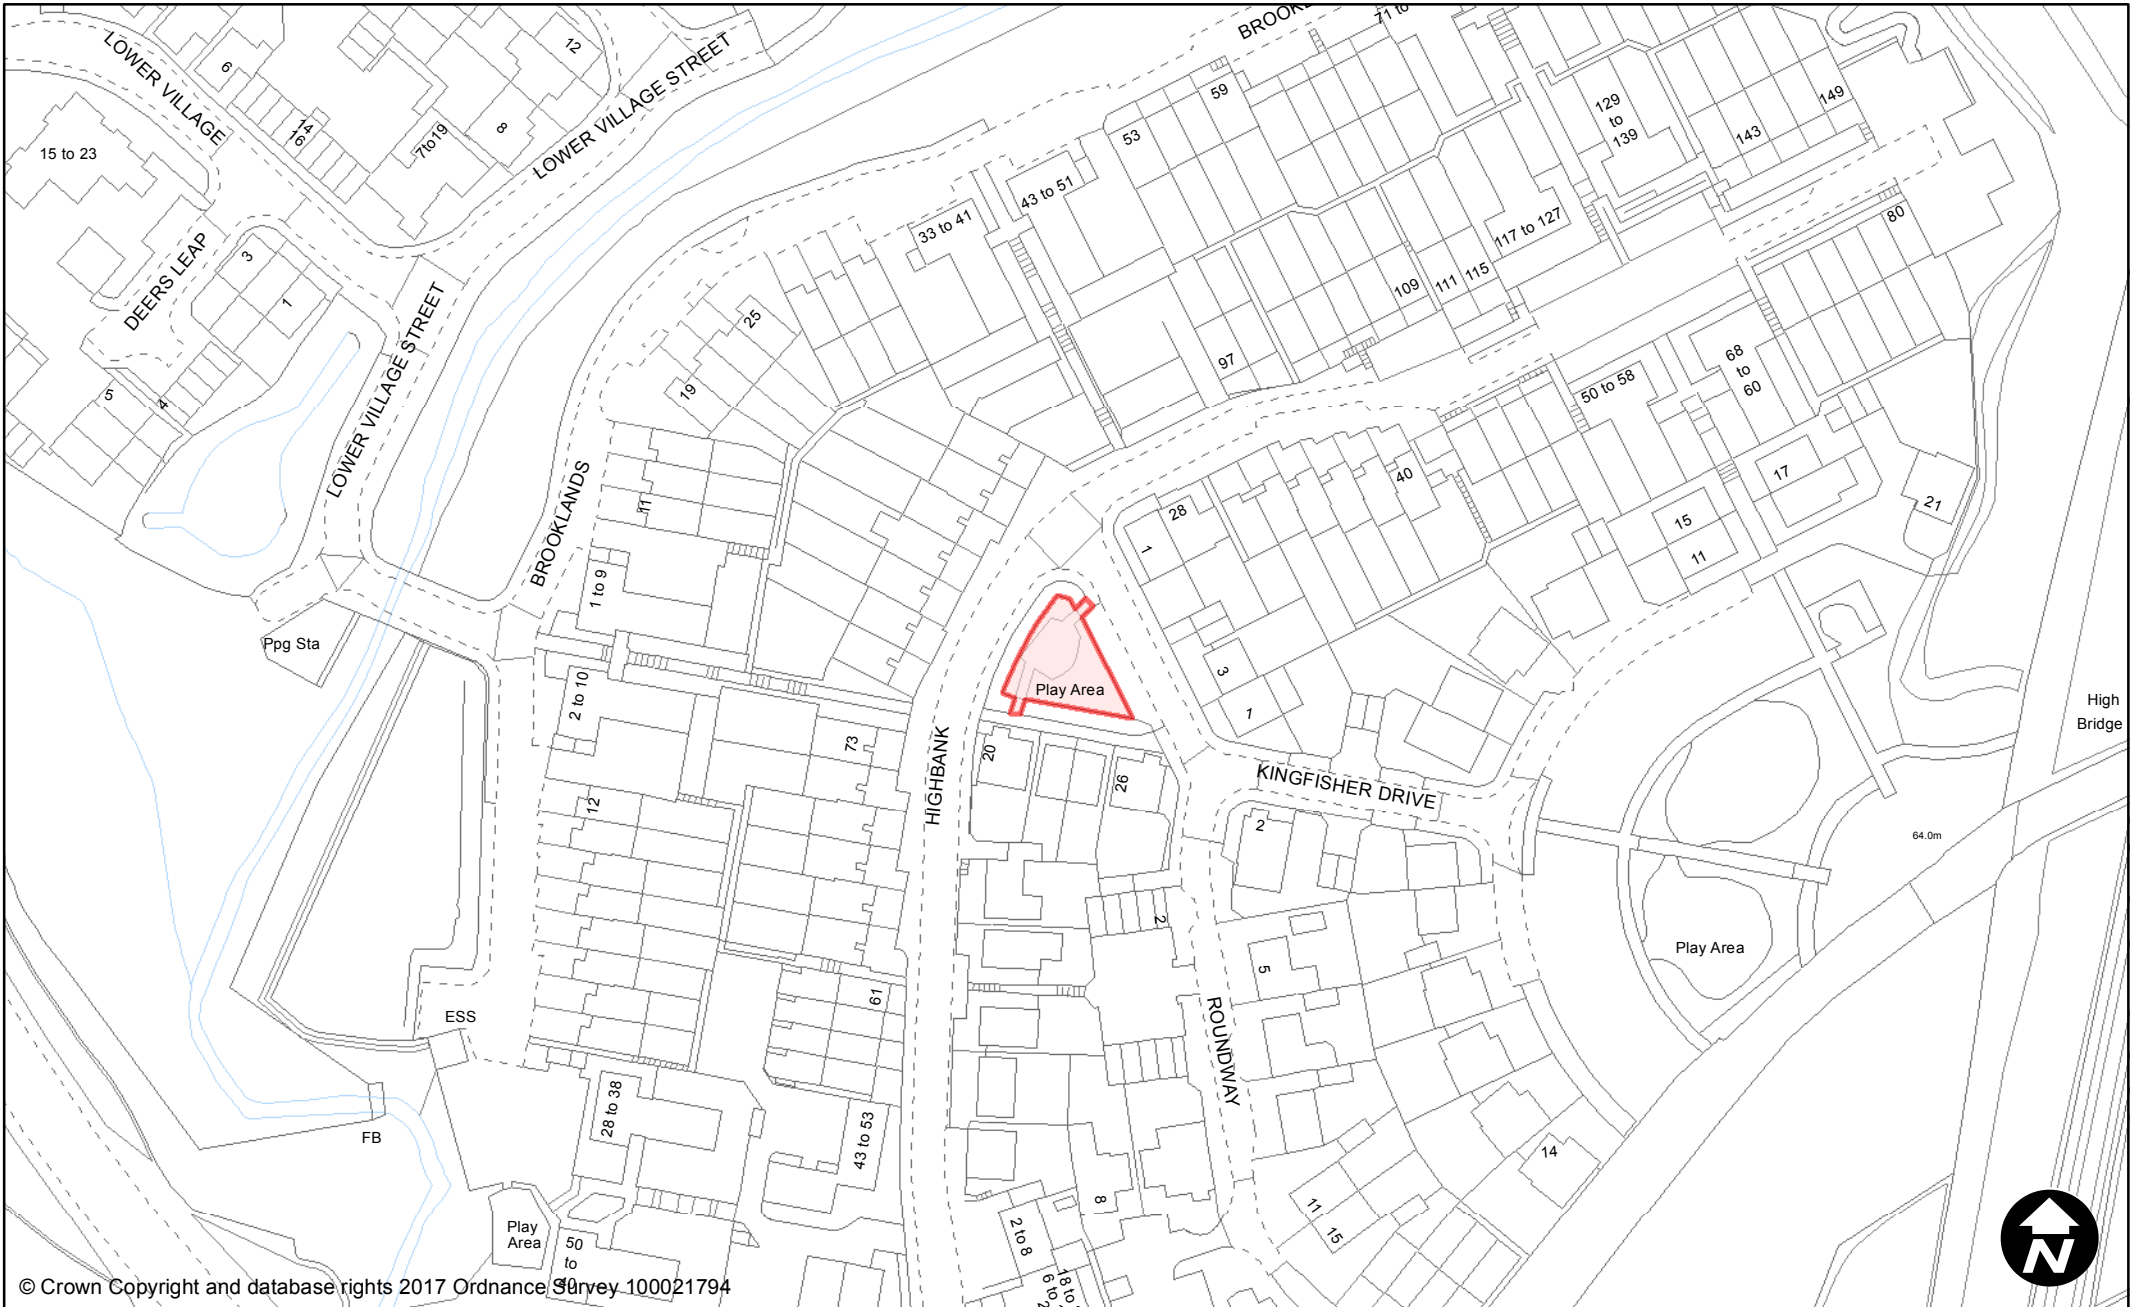 LOWER VILLAGE
6
12
LOWER VILLAGE STREET
15 to 23
14
16
7to19
8
DEERS LEAP
3
1
LOWER VILLAGE STREET
5
4
71 to
53
59
129
to
139
143
149
33 to 41
43 to 51
117 to 127
80
109
111
115
97
25
19
68
to
60
50 to 58
40
28
1
17
21
15
11
11
BROOKLANDS
1 to 9
Ppg Sta
2 to 10
Play Area
3
1
High
Bridge
73
20
26
HIGHBANK
KINGFISHER DRIVE
12
2
64.0m
2
Play Area
5
61
ROUNDWAY
ESS
28 to 38
43 to 53
FB
14
8
11
15
Play
Area
50
to
2 to 8
18 to
6 to
N
© Crown Copyright and database rights 2017 Ordnance Survey 100021794